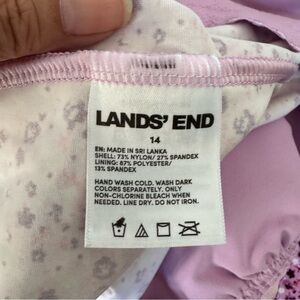 LANDS' END
14
EN: MADE IN SRI LANKA
SHELL: 73% NYLON/ 27% SPANDEX
LINING: 87% POLYESTER/
13% SPANDEX
HAND WASH COLD. WASH DARK
COLORS SEPARATELY. ONLY
NON-CHLORINE BLEACH WHEN
NEEDED. LINE DRY. DO NOT IRON.